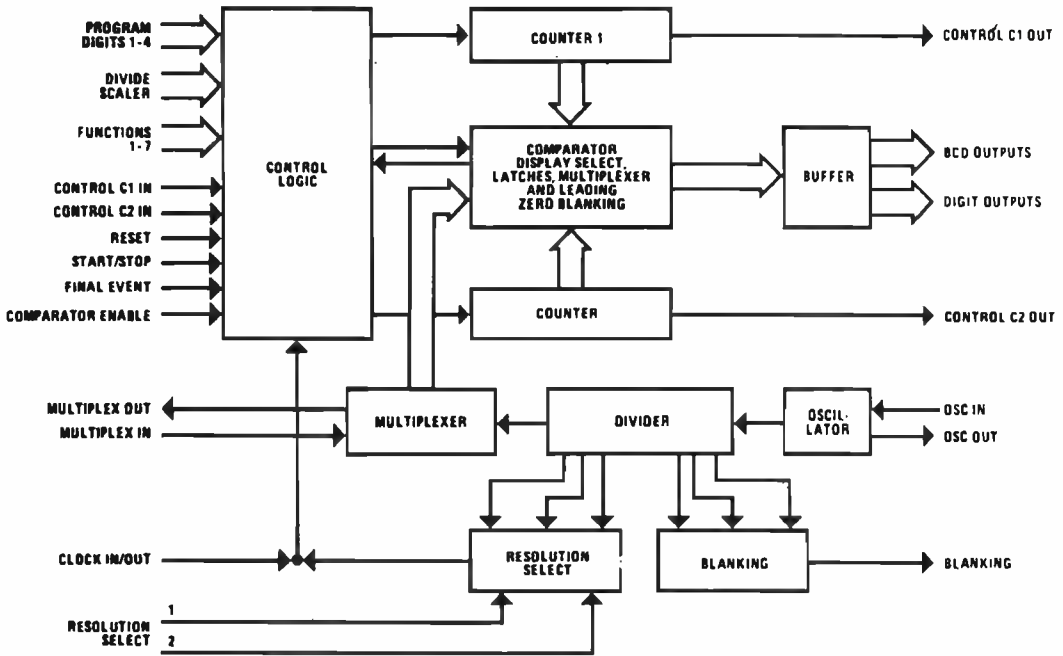 PROGRAM
DIGITS 1-4
DIVIDE
SCALER
FUNCTIONS
1-7
CONTROL C1 IN
CONTROL C2 IN
RESET
START/STOP
FINAL EVENT
COMPARATOR ENABLE
CONTROL
LOGIC
COUNTER 1
CONTROL C1 OUT
COMPARATOR
DISPLAY SELECT,
LATCHES, MULTIPLEXER
AND LEADING
ZERO BLANKING
BUFFER
BCD OUTPUTS
DIGIT OUTPUTS
COUNTER
CONTROL C2 OUT
MULTIPLEX OUT
MULTIPLEX IN
MULTIPLEXER
DIVIDER
OSCIL-
LATOR
OSC IN
OSC OUT
CLOCK IN/OUT
RESOLUTION
SELECT
BLANKING
BLANKING
RESOLUTION
SELECT
1
2